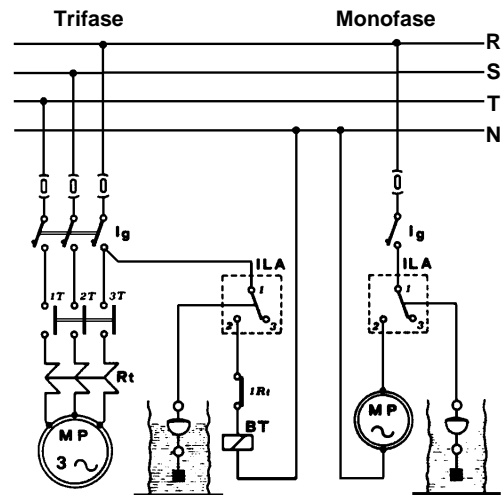 Trifase Monofase
R
S
T
N
Ig Ig
ILA ILA
1 1
1T 2T 3T
2 3 2 3
Rt 1Rt
BT
MP MP
3